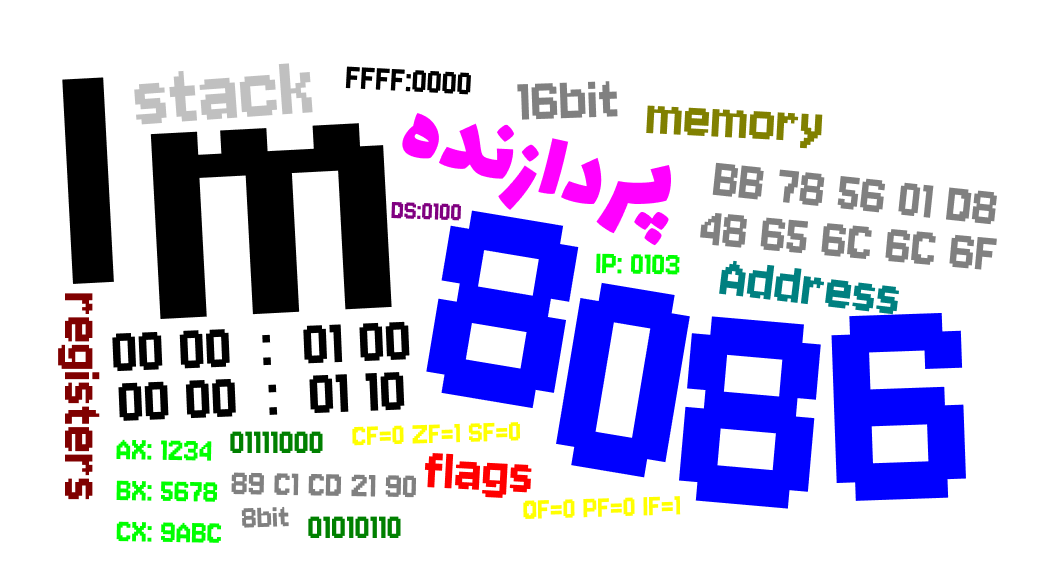 stack
FFFF:0000
16bit
memory
Im
پردازنده
BB 78 56 01 D8
48 65 6C 6C 6F
DS:0100
IP: 0103
Address
8086
registers
00 00 : 01 00
00 00 : 01 10
AX: 1234
01111000
CF=0 ZF=1 SF=0
BX: 5678
89 C1 CD 21 90
flags
CX: 9ABC
8bit
01010110
OF=0 PF=0 IF=1